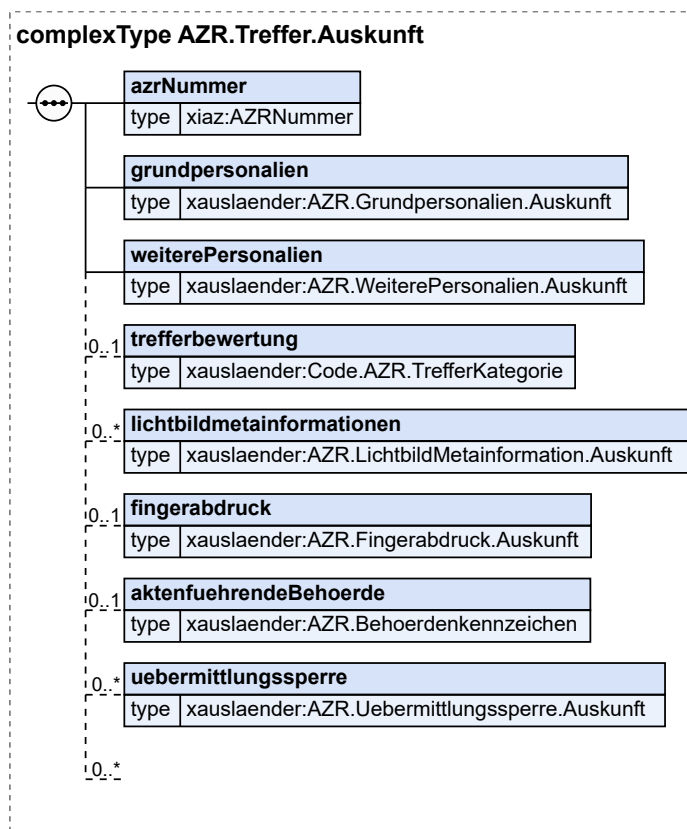 complexType AZR.Treffer.Auskunft
azrNummer
type xiaz:AZRNummer
grundpersonalien
type xauslaender:AZR.Grundpersonalien.Auskunft
weiterePersonalien
type xauslaender:AZR.WeiterePersonalien.Auskunft
0..1 trefferbewertung
type xauslaender:Code.AZR.TrefferKategorie
0..* lichtbildmetainformationen
type xauslaender:AZR.LichtbildMetainformation.Auskunft
0..1 fingerabdruck
type xauslaender:AZR.Fingerabdruck.Auskunft
0..1 aktenfuehrendeBehoerde
type xauslaender:AZR.Behoerdenkennzeichen
0..* uebermittlungssperre
type xauslaender:AZR.Uebermittlungssperre.Auskunft
0..*